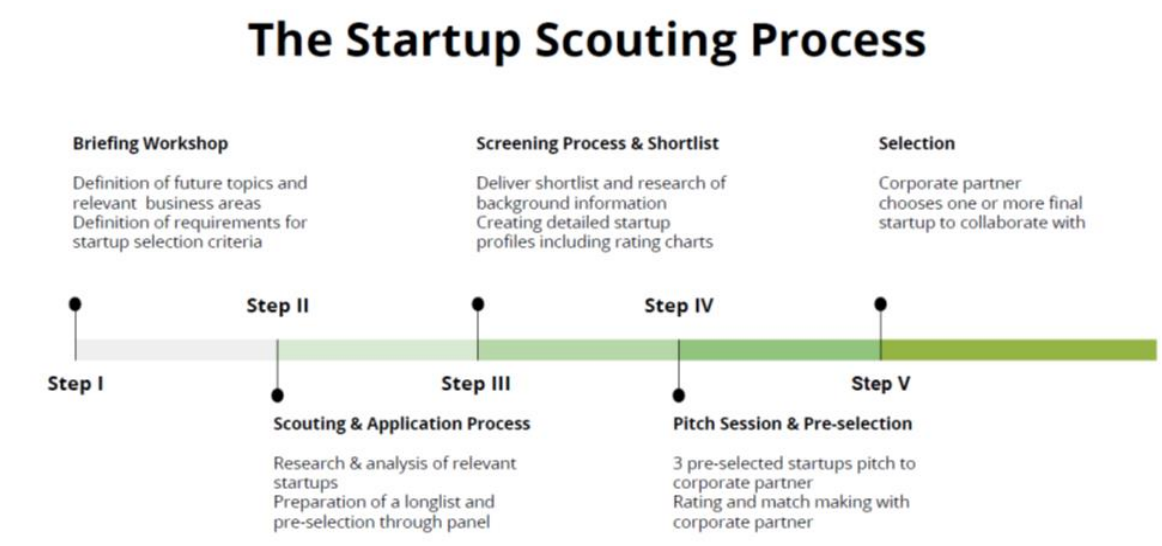 The Startup Scouting Process
Briefing Workshop
Definition of future topics and
relevant business areas
Definition of requirements for
startup selection criteria
Screening Process & Shortlist
Deliver shortlist and research of
background information
Creating detailed startup
profiles including rating charts
Selection
Corporate partner
chooses one or more final
startup to collaborate with
Step II
Step IV
Step I
Step III
Step V
Scouting & Application Process
Research & analysis of relevant
startups
Preparation of a longlist and
pre-selection through panel
Pitch Session & Pre-selection
3 pre-selected startups pitch to
corporate partner
Rating and match making with
corporate partner